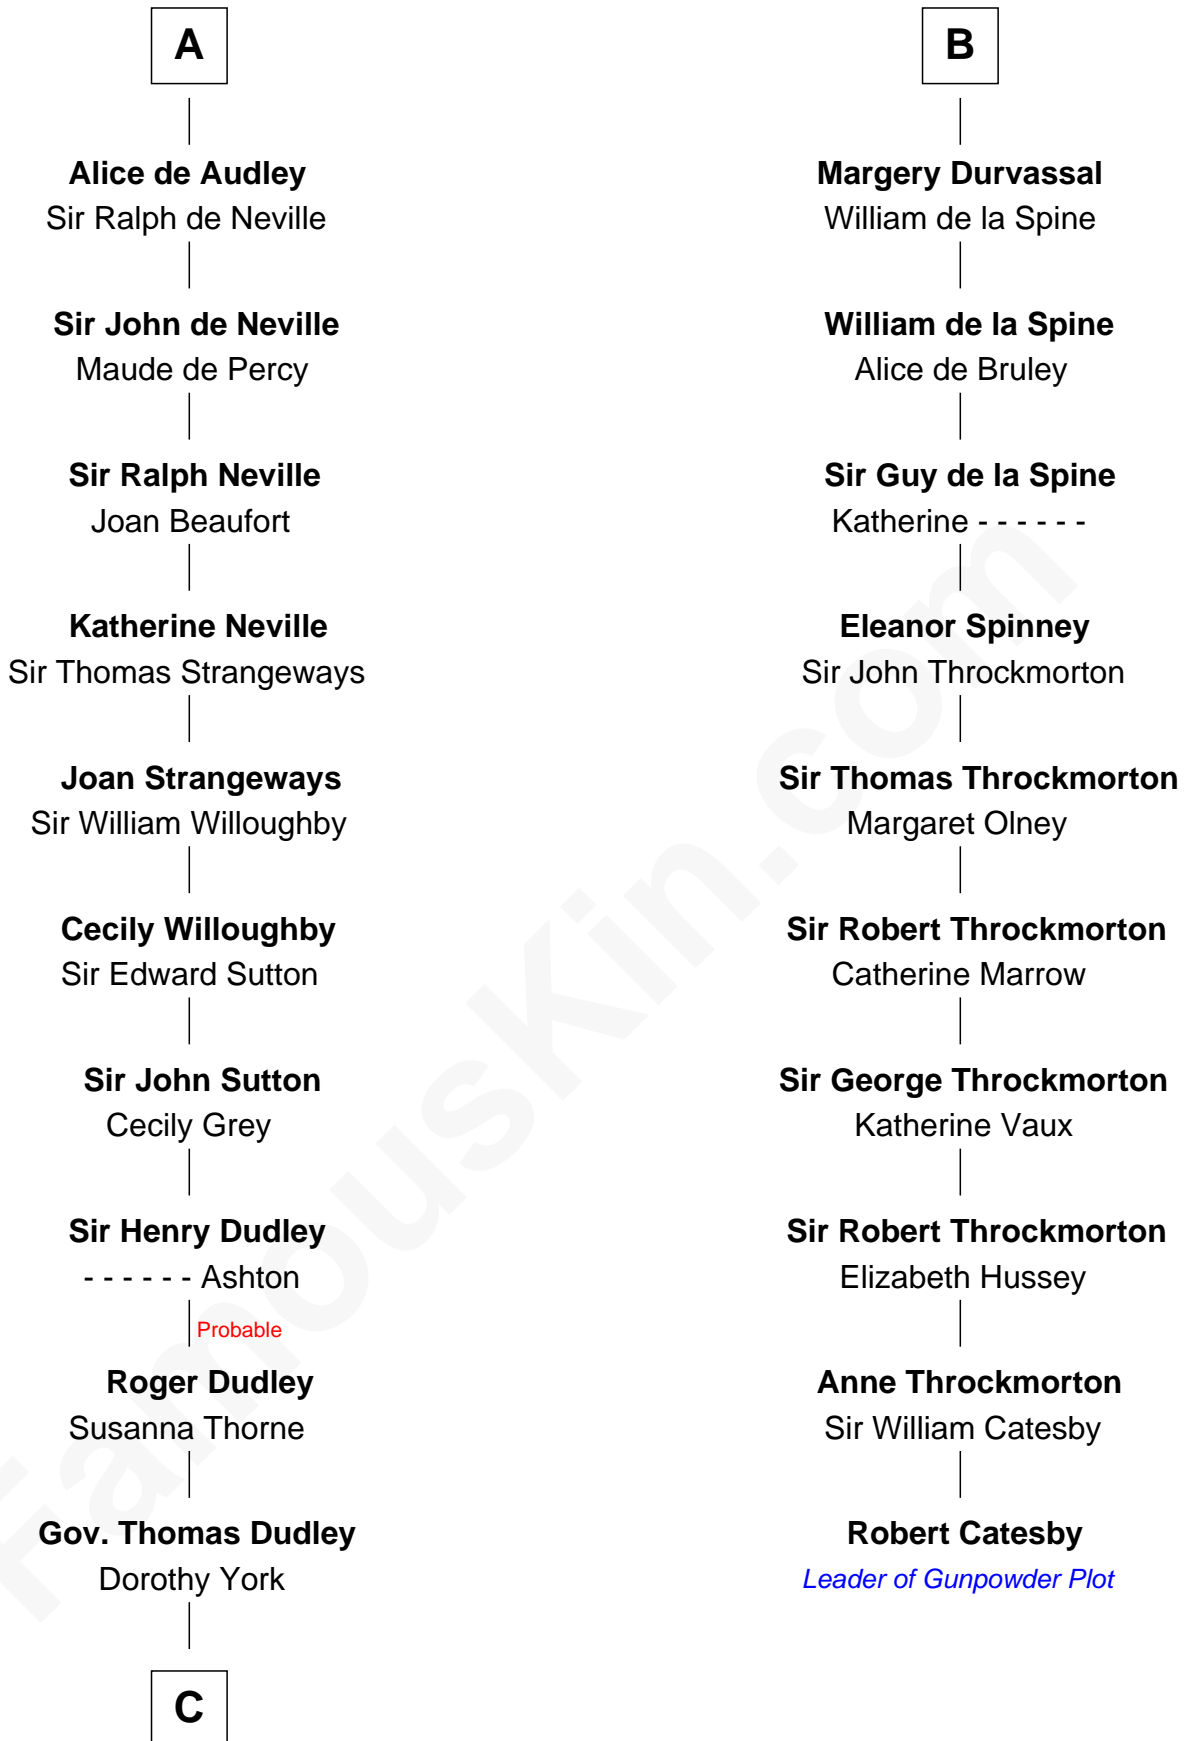 A
Alice de Audley
Sir Ralph de Neville
Sir John de Neville
Maude de Percy
Sir Ralph Neville
Joan Beaufort
Katherine Neville
Sir Thomas Strangeways
Joan Strangeways
Sir William Willoughby
Cecily Willoughby
Sir Edward Sutton
Sir John Sutton
Cecily Grey
Sir Henry Dudley
- - - - - - Ashton
Probable
Roger Dudley
Susanna Thorne
Gov. Thomas Dudley
Dorothy York
C
B
Margery Durvassal
William de la Spine
William de la Spine
Alice de Bruley
Sir Guy de la Spine
Katherine - - - - - -
Eleanor Spinney
Sir John Throckmorton
Sir Thomas Throckmorton
Margaret Olney
Sir Robert Throckmorton
Catherine Marrow
Sir George Throckmorton
Katherine Vaux
Sir Robert Throckmorton
Elizabeth Hussey
Anne Throckmorton
Sir William Catesby
Robert Catesby
Leader of Gunpowder Plot
FamousKin.com